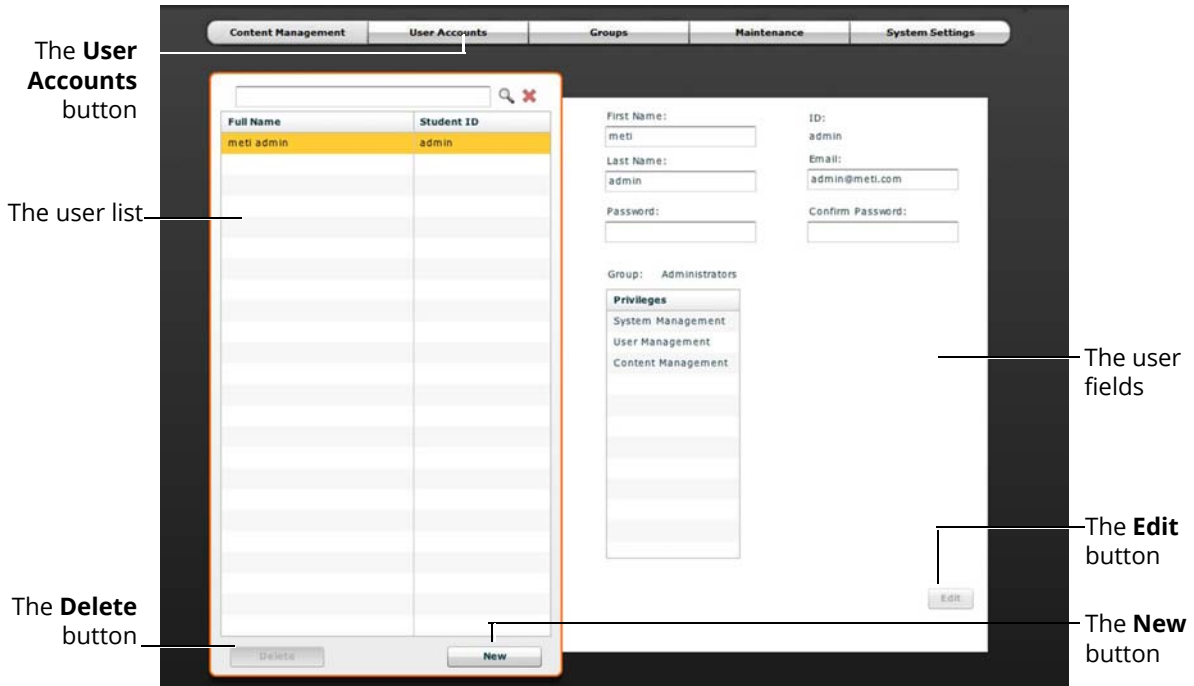 Content Management User Accounts Groups Maintenance System Settings
The User
Accounts
button
Full Name Student ID
meti admin admin
First Name: ID:
meti admin
Last Name: Email:
admin admin@meti.com
Password: Confirm Password:
The user list
Group: Administrators
Privileges
System Management
User Management
Content Management
The user
fields
The Edit
button
Edit
The Delete
button
The New
button
Delete New